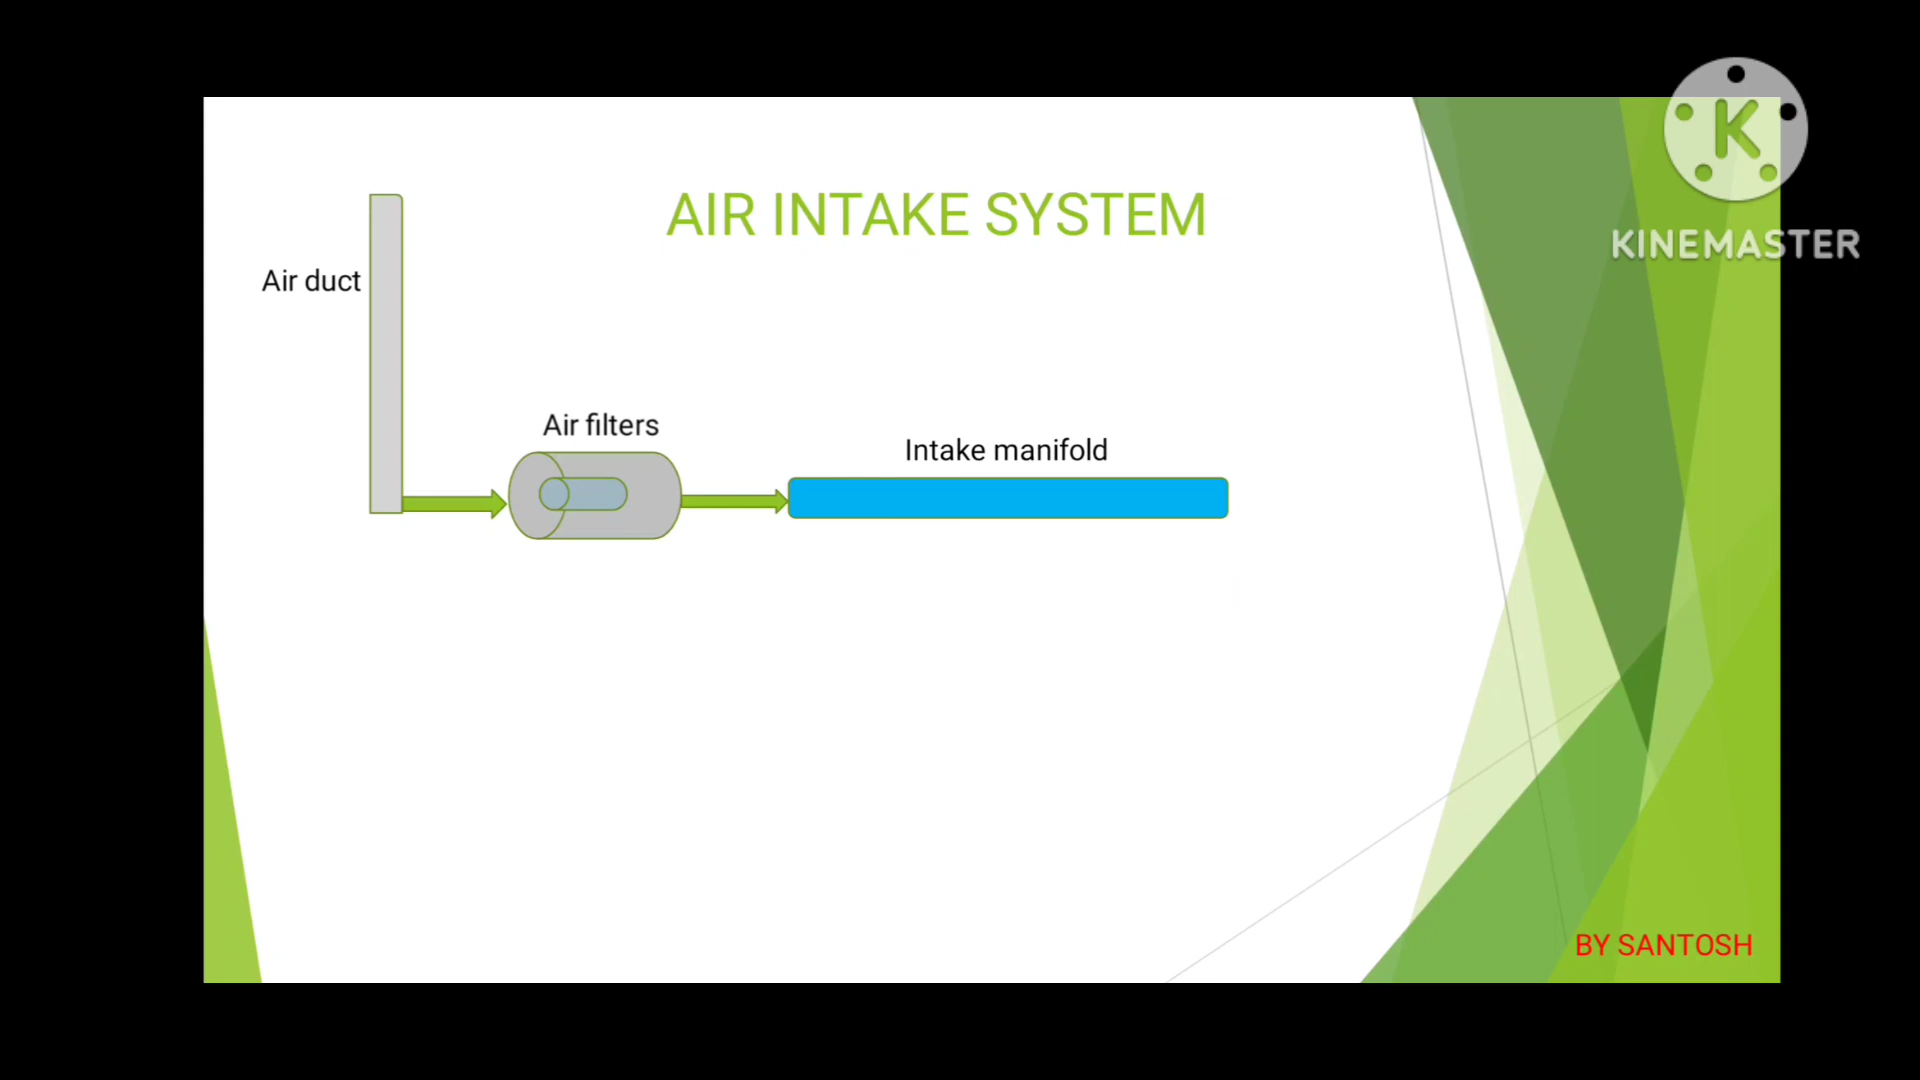 AIR INTAKE SYSTEM
Air duct
Air filters
Intake manifold
K
KINEMASTER
BY SANTOSH